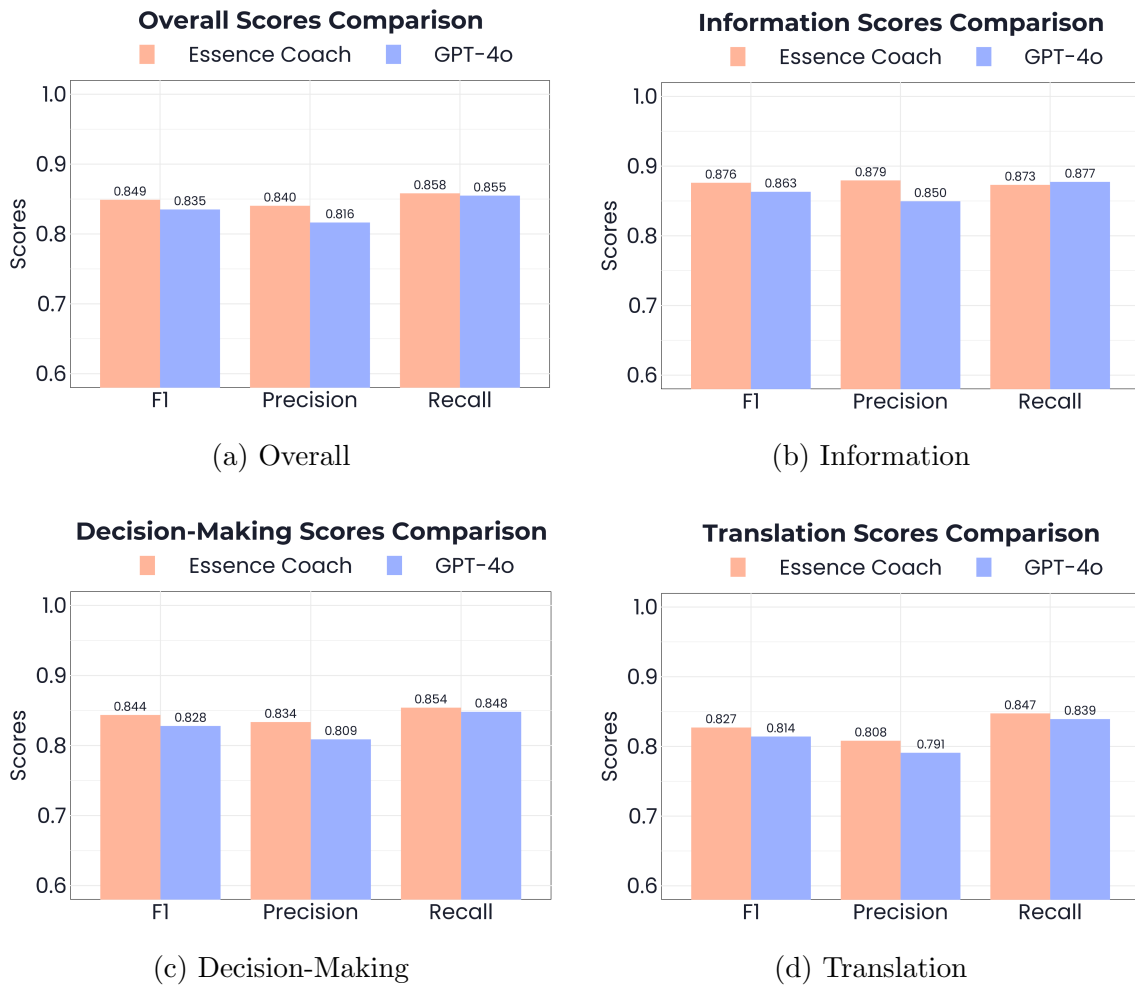 Overall Scores Comparison
Essence Coach GPT-4o
1.0
0.9
0.8
0.7
0.6
Scores
0.849 0.835 0.840 0.816 0.858 0.855
F1 Precision Recall
(a) Overall
Information Scores Comparison
Essence Coach GPT-4o
1.0
0.9
0.8
0.7
0.6
Scores
0.876 0.863 0.879 0.850 0.873 0.877
F1 Precision Recall
(b) Information
Decision-Making Scores Comparison
Essence Coach GPT-4o
1.0
0.9
0.8
0.7
0.6
Scores
0.844 0.828 0.834 0.809 0.854 0.848
F1 Precision Recall
(c) Decision-Making
Translation Scores Comparison
Essence Coach GPT-4o
1.0
0.9
0.8
0.7
0.6
Scores
0.827 0.814 0.808 0.791 0.847 0.839
F1 Precision Recall
(d) Translation